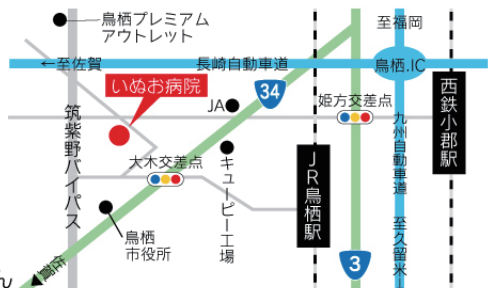 鳥栖プレミアム
アウトレット
至福岡
←至佐賀
長崎自動車道
鳥栖.IC
いぬお病院
34
JA
姫方交差点
西鉄小郡駅
筑紫野バイパス
大木交差点
キューピー工場
JR鳥栖駅
九州自動車道
鳥栖
市役所
3
至久留米
佐賀
ん